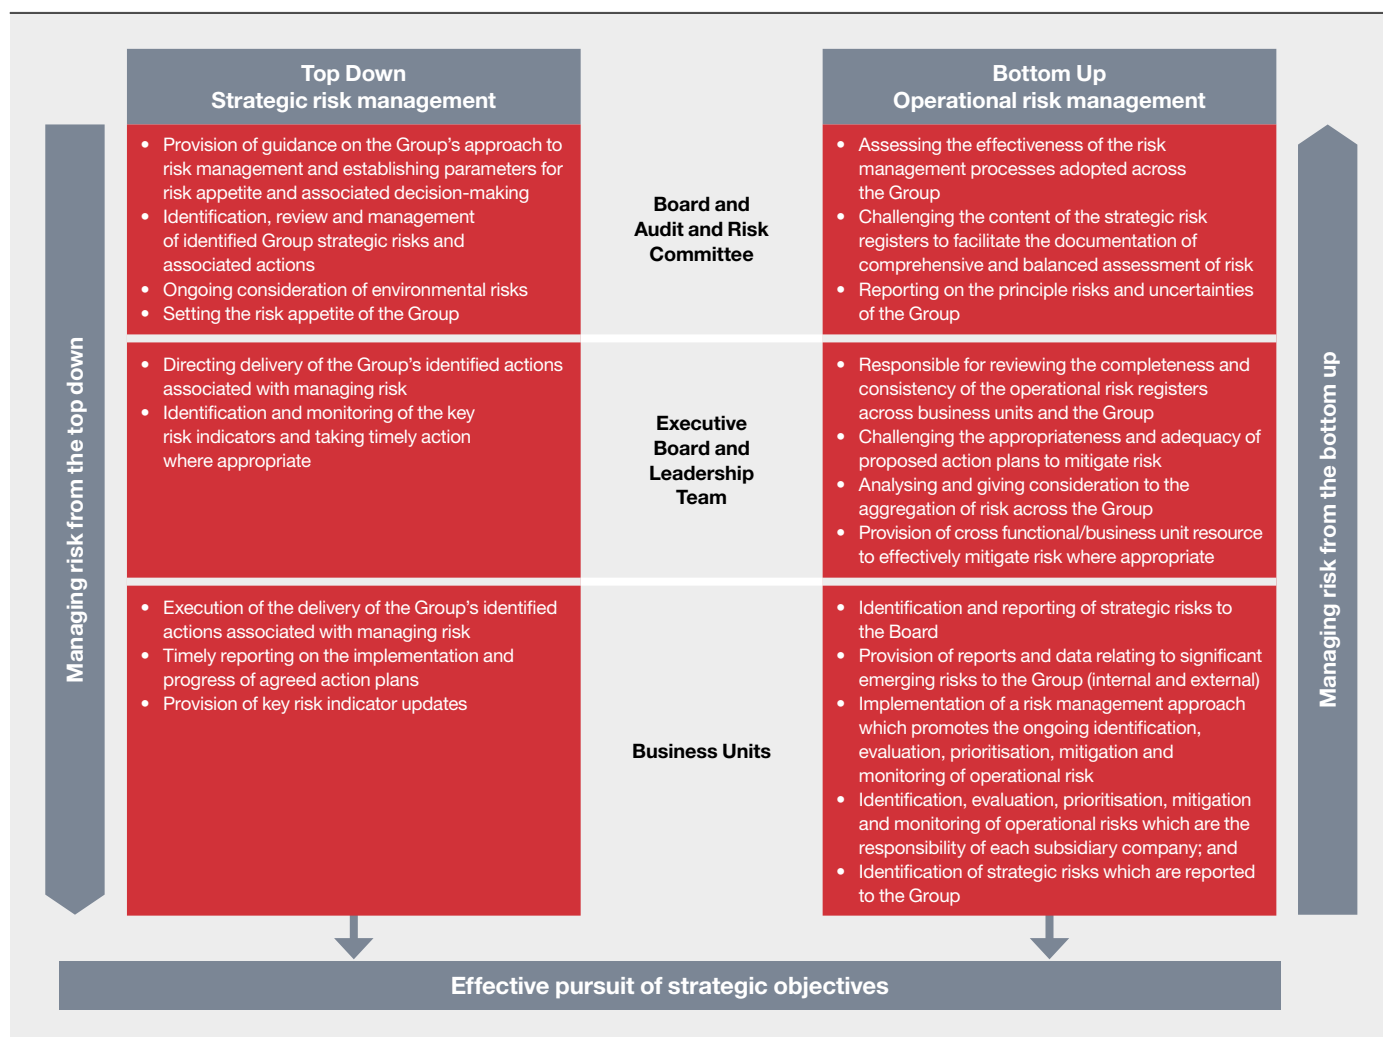 Top Down
Strategic risk management
Bottom Up
Operational risk management
Managing risk from the top down
• Provision of guidance on the Group’s approach to
risk management and establishing parameters for
risk appetite and associated decision-making
• Identification, review and management
of identified Group strategic risks and
associated actions
• Ongoing consideration of environmental risks
• Setting the risk appetite of the Group
Board and
Audit and Risk
Committee
• Assessing the effectiveness of the risk
management processes adopted across
the Group
• Challenging the content of the strategic risk
registers to facilitate the documentation of
comprehensive and balanced assessment of risk
• Reporting on the principle risks and uncertainties
of the Group
• Directing delivery of the Group’s identified actions
associated with managing risk
• Identification and monitoring of the key
risk indicators and taking timely action
where appropriate
Executive
Board and
Leadership
Team
• Responsible for reviewing the completeness and
consistency of the operational risk registers
across business units and the Group
• Challenging the appropriateness and adequacy of
proposed action plans to mitigate risk
• Analysing and giving consideration to the
aggregation of risk across the Group
• Provision of cross functional/business unit resource
to effectively mitigate risk where appropriate
• Execution of the delivery of the Group’s identified
actions associated with managing risk
• Timely reporting on the implementation and
progress of agreed action plans
• Provision of key risk indicator updates
Business Units
• Identification and reporting of strategic risks to
the Board
• Provision of reports and data relating to significant
emerging risks to the Group (internal and external)
• Implementation of a risk management approach
which promotes the ongoing identification,
evaluation, prioritisation, mitigation and
monitoring of operational risk
• Identification, evaluation, prioritisation, mitigation
and monitoring of operational risks which are the
responsibility of each subsidiary company; and
• Identification of strategic risks which are reported
to the Group
Managing risk from the bottom up
Effective pursuit of strategic objectives